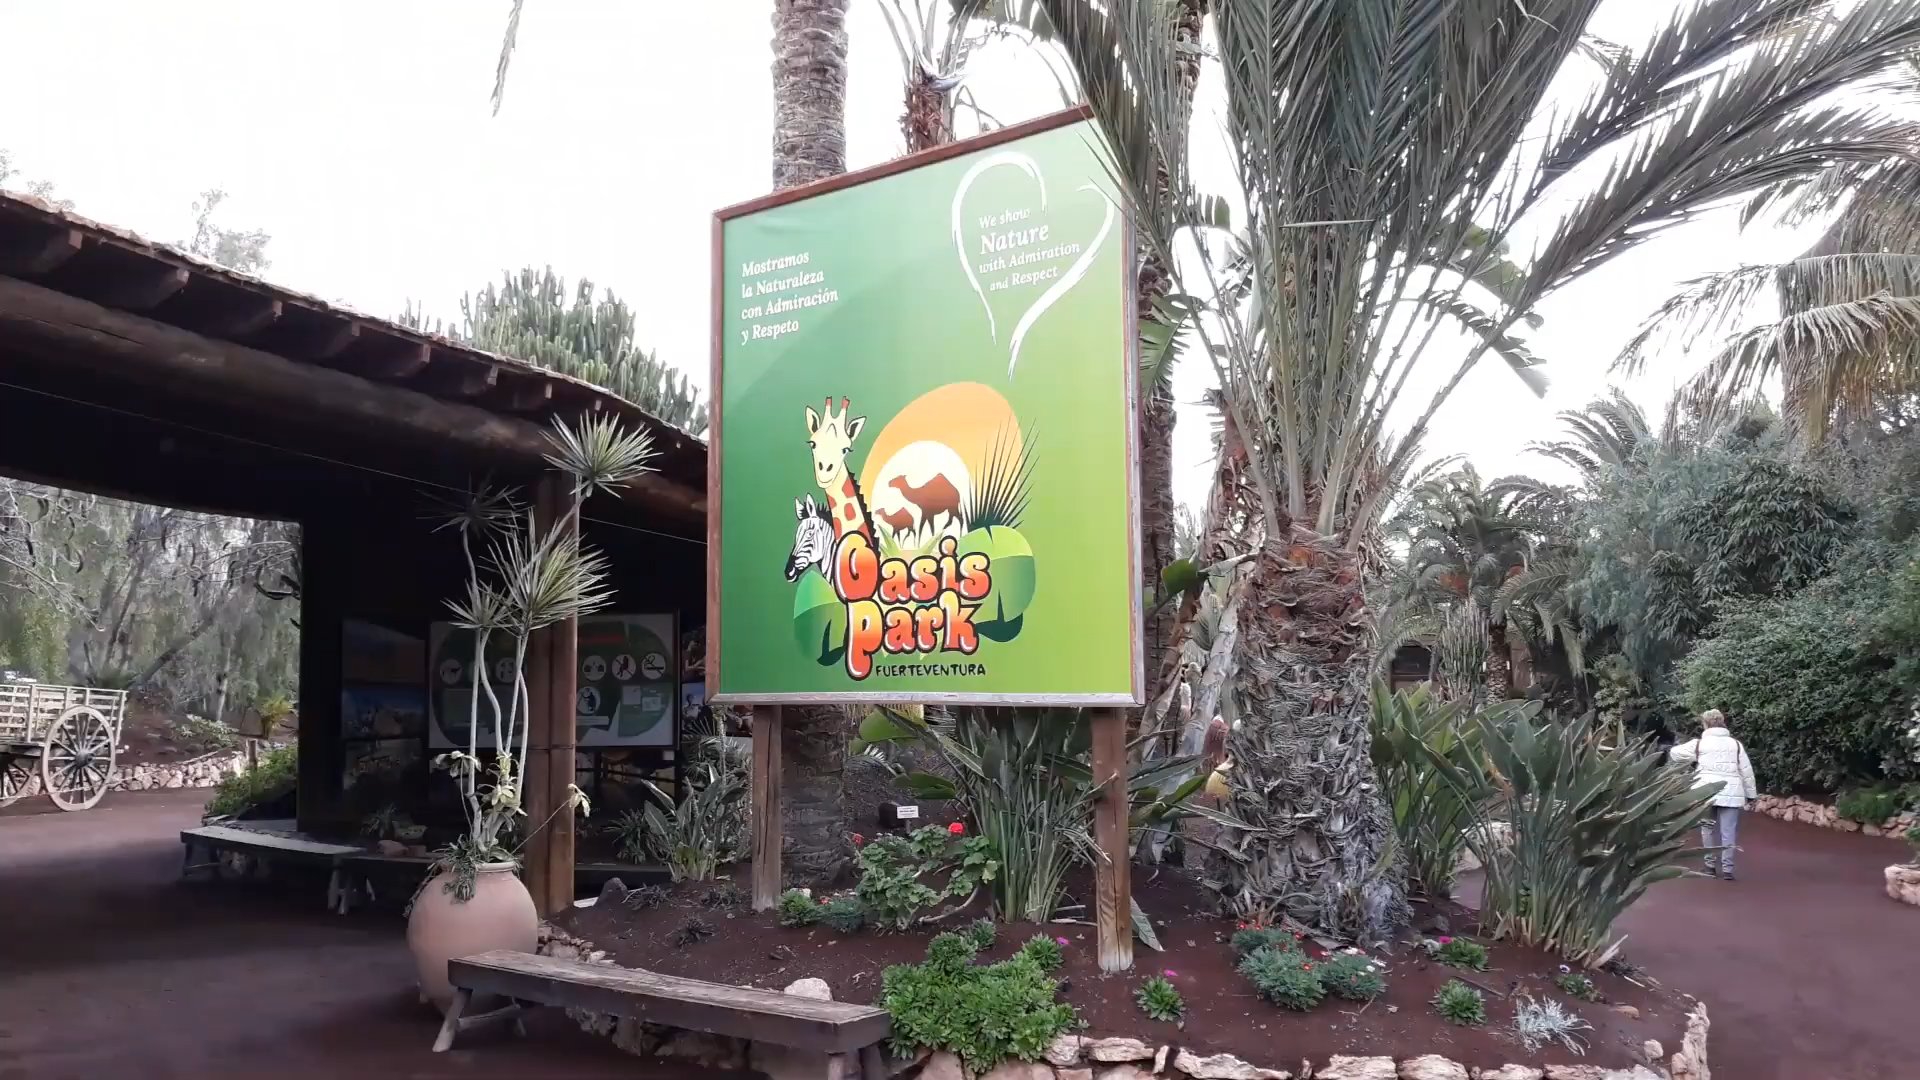 Mostramos
la Naturaleza
con Admiración
y Respeto
We show
Nature
with Admiration
and Respect
Oasis
Park
FUERTEVENTURA